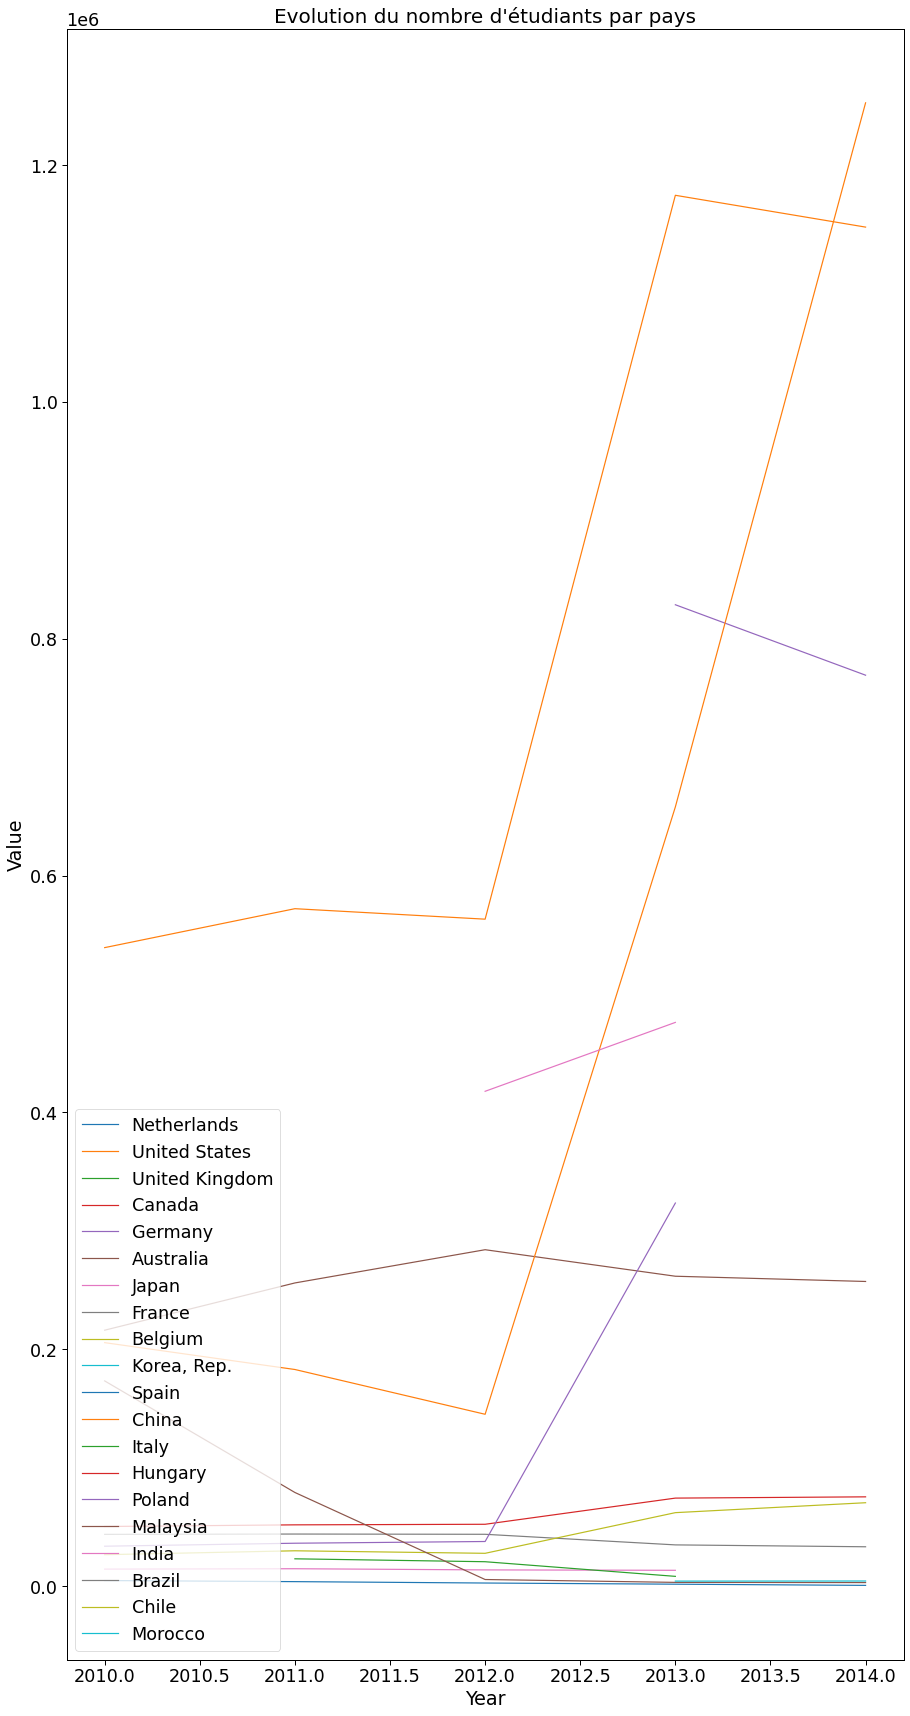 Evolution du nombre d'étudiants par pays
1e6
1.2
1.0
0.8
0.6
0.4
0.2
0.0
Value
Netherlands
United States
United Kingdom
Canada
Germany
Australia
Japan
France
Belgium
Korea, Rep.
Spain
China
Italy
Hungary
Poland
Malaysia
India
Brazil
Chile
Morocco
2010.0 2010.5 2011.0 2011.5 2012.0 2012.5 2013.0 2013.5 2014.0
Year